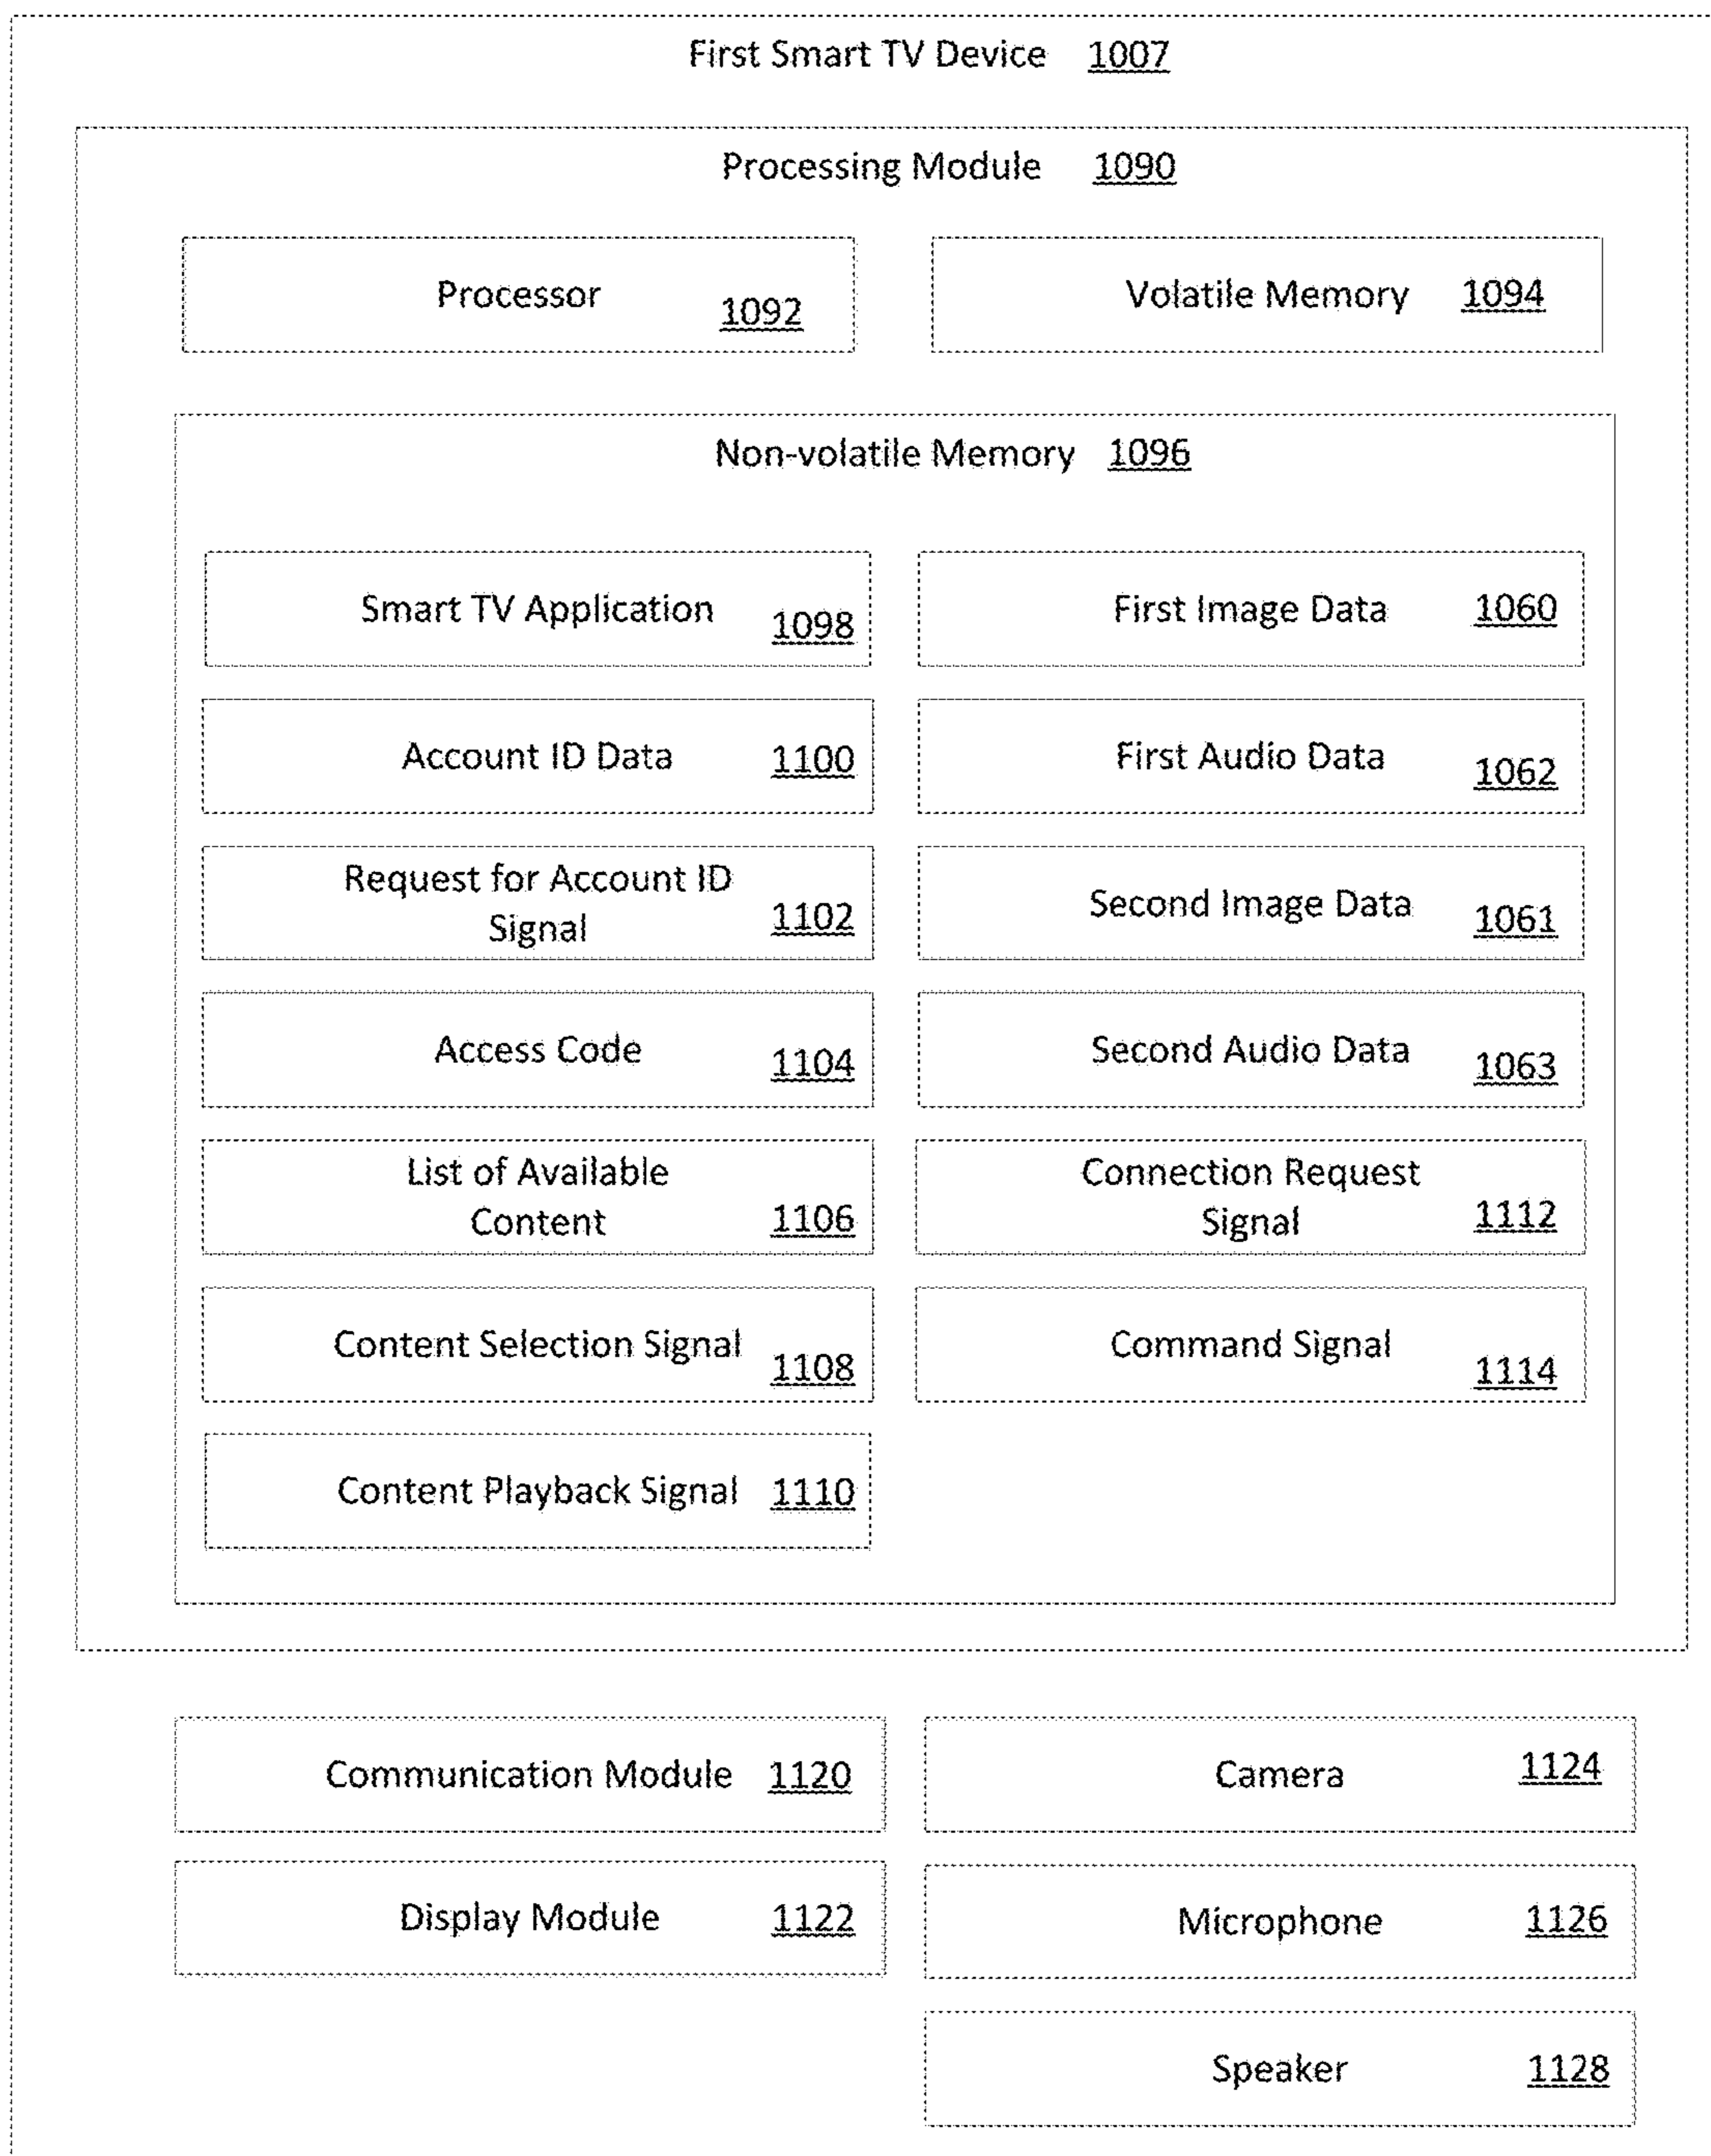 First Smart TV Device 1007
Processing Module 1090
Processor 1092
Volatile Memory 1094
Non-volatile Memory 1096
Smart TV Application 1098
First Image Data 1060
Account ID Data 1100
First Audio Data 1062
Request for Account ID
Signal 1102
Second Image Data 1061
Access Code 1104
Second Audio Data 1063
List of Available
Content 1106
Connection Request
Signal 1112
Content Selection Signal 1108
Command Signal 1114
Content Playback Signal 1110
Communication Module 1120
Camera 1124
Display Module 1122
Microphone 1126
Speaker 1128